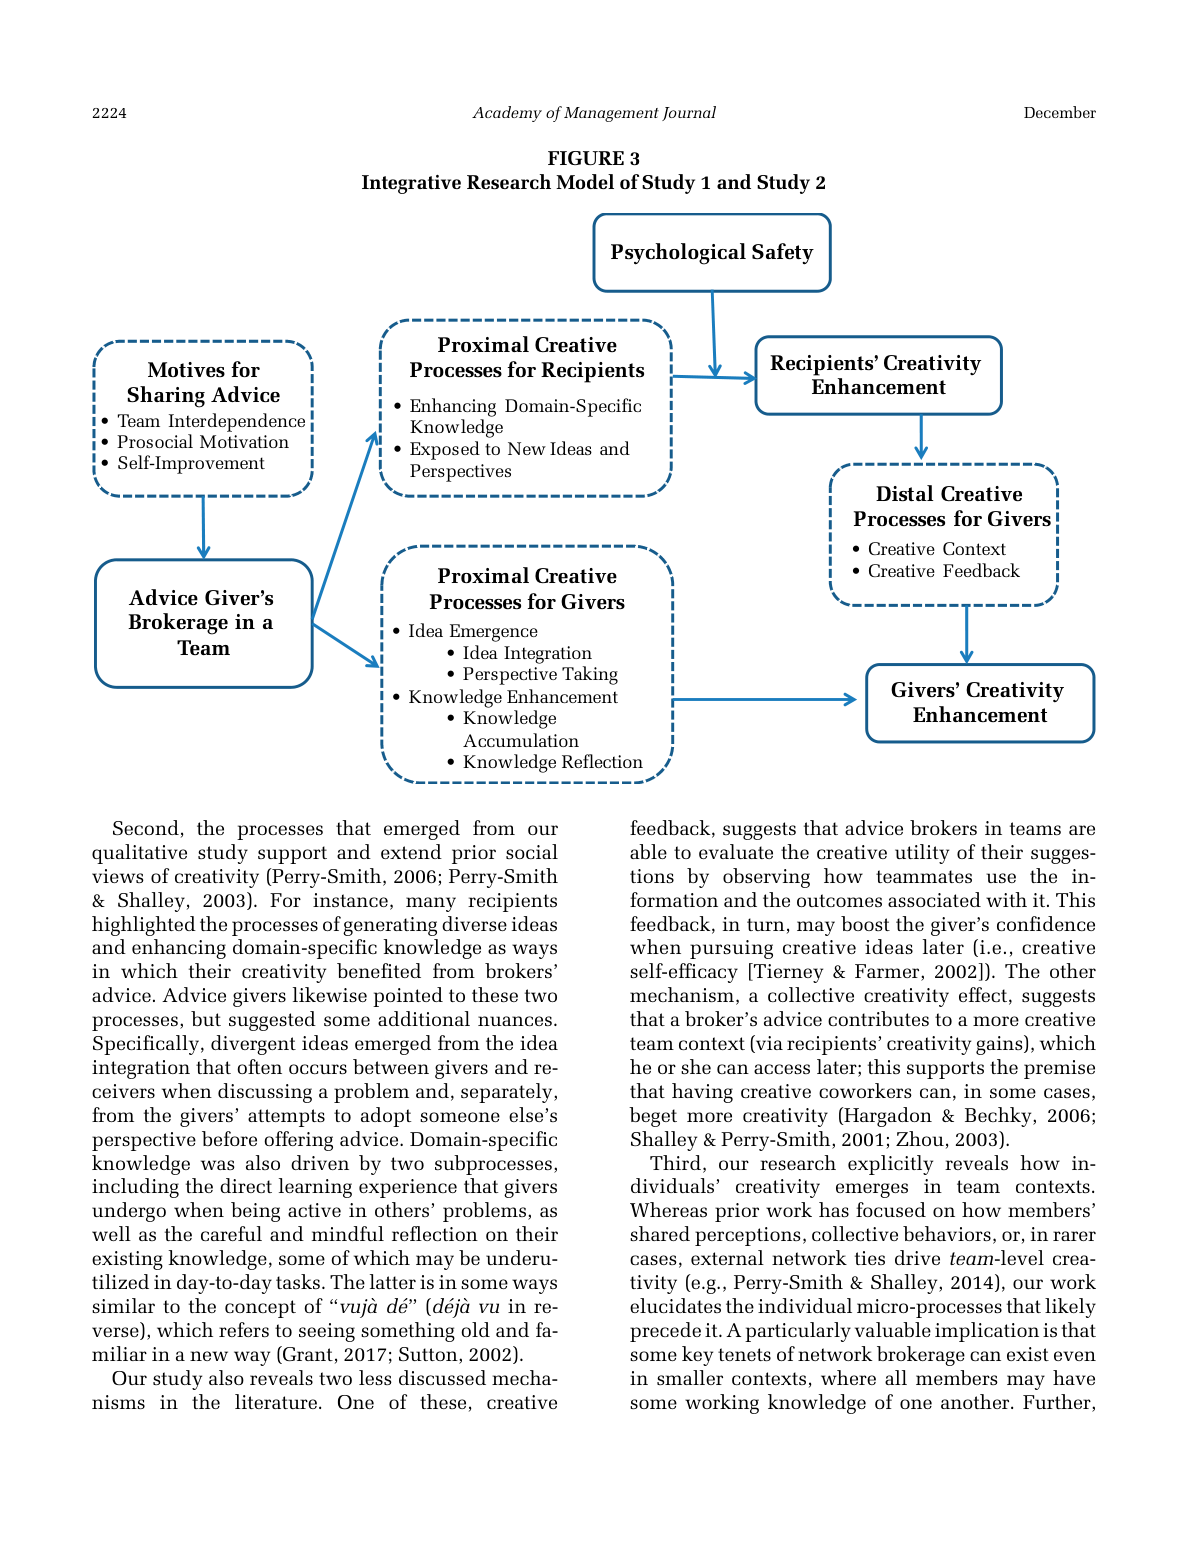 2224
Academy of Management Journal
December
FIGURE 3
Integrative Research Model of Study 1 and Study 2
Psychological Safety
Motives for
Sharing Advice
• Team Interdependence
• Prosocial Motivation
• Self-Improvement
Proximal Creative
Processes for Recipients
• Enhancing Domain-Specific
Knowledge
• Exposed to New Ideas and
Perspectives
Recipients’ Creativity
Enhancement
Distal Creative
Processes for Givers
• Creative Context
• Creative Feedback
Advice Giver’s
Brokerage in a
Team
Proximal Creative
Processes for Givers
• Idea Emergence
• Idea Integration
• Perspective Taking
• Knowledge Enhancement
• Knowledge
Accumulation
• Knowledge Reflection
Givers’ Creativity
Enhancement
Second, the processes that emerged from our
qualitative study support and extend prior social
views of creativity (Perry-Smith, 2006; Perry-Smith
& Shalley, 2003). For instance, many recipients
highlighted the processes of generating diverse ideas
and enhancing domain-specific knowledge as ways
in which their creativity benefited from brokers’
advice. Advice givers likewise pointed to these two
processes, but suggested some additional nuances.
Specifically, divergent ideas emerged from the idea
integration that often occurs between givers and re-
ceivers when discussing a problem and, separately,
from the givers’ attempts to adopt someone else’s
perspective before offering advice. Domain-specific
knowledge was also driven by two subprocesses,
including the direct learning experience that givers
undergo when being active in others’ problems, as
well as the careful and mindful reflection on their
existing knowledge, some of which may be underu-
tilized in day-to-day tasks. The latter is in some ways
similar to the concept of “vujà dé” (déjà vu in re-
verse), which refers to seeing something old and fa-
miliar in a new way (Grant, 2017; Sutton, 2002).
Our study also reveals two less discussed mecha-
nisms in the literature. One of these, creative
feedback, suggests that advice brokers in teams are
able to evaluate the creative utility of their sugges-
tions by observing how teammates use the in-
formation and the outcomes associated with it. This
feedback, in turn, may boost the giver’s confidence
when pursuing creative ideas later (i.e., creative
self-efficacy [Tierney & Farmer, 2002]). The other
mechanism, a collective creativity effect, suggests
that a broker’s advice contributes to a more creative
team context (via recipients’ creativity gains), which
he or she can access later; this supports the premise
that having creative coworkers can, in some cases,
beget more creativity (Hargadon & Bechky, 2006;
Shalley & Perry-Smith, 2001; Zhou, 2003).
Third, our research explicitly reveals how in-
dividuals’ creativity emerges in team contexts.
Whereas prior work has focused on how members’
shared perceptions, collective behaviors, or, in rarer
cases, external network ties drive team-level crea-
tivity (e.g., Perry-Smith & Shalley, 2014), our work
elucidates the individual micro-processes that likely
precede it. A particularly valuable implication is that
some key tenets of network brokerage can exist even
in smaller contexts, where all members may have
some working knowledge of one another. Further,